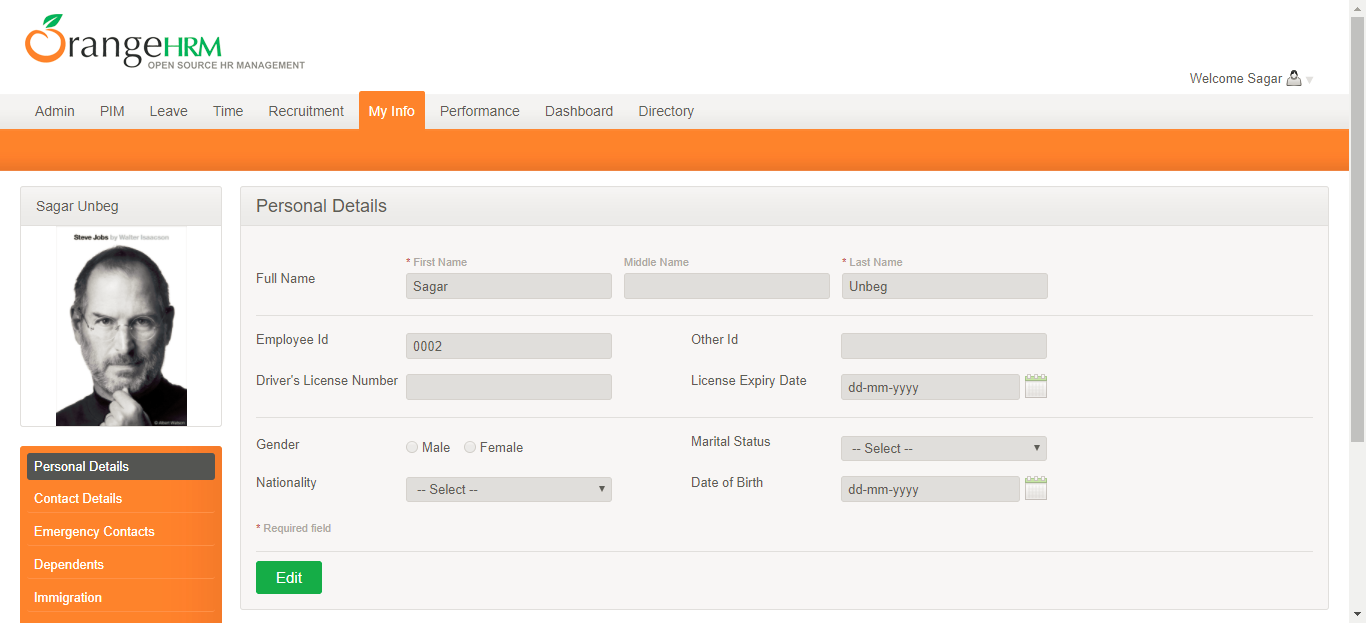 OrangeHRM
OPEN SOURCE HR MANAGEMENT
Welcome Sagar
Admin PIM Leave Time Recruitment My Info Performance Dashboard Directory
Sagar Unbeg
Steve Jobs by Walter Isaacson
Personal Details
Contact Details
Emergency Contacts
Dependents
Immigration
Personal Details
* First Name Middle Name * Last Name
Full Name Sagar Unbeg
Employee Id 0002 Other Id
Driver's License Number License Expiry Date dd-mm-yyyy
Gender Male Female Marital Status -- Select --
Nationality -- Select -- Date of Birth dd-mm-yyyy
* Required field
Edit